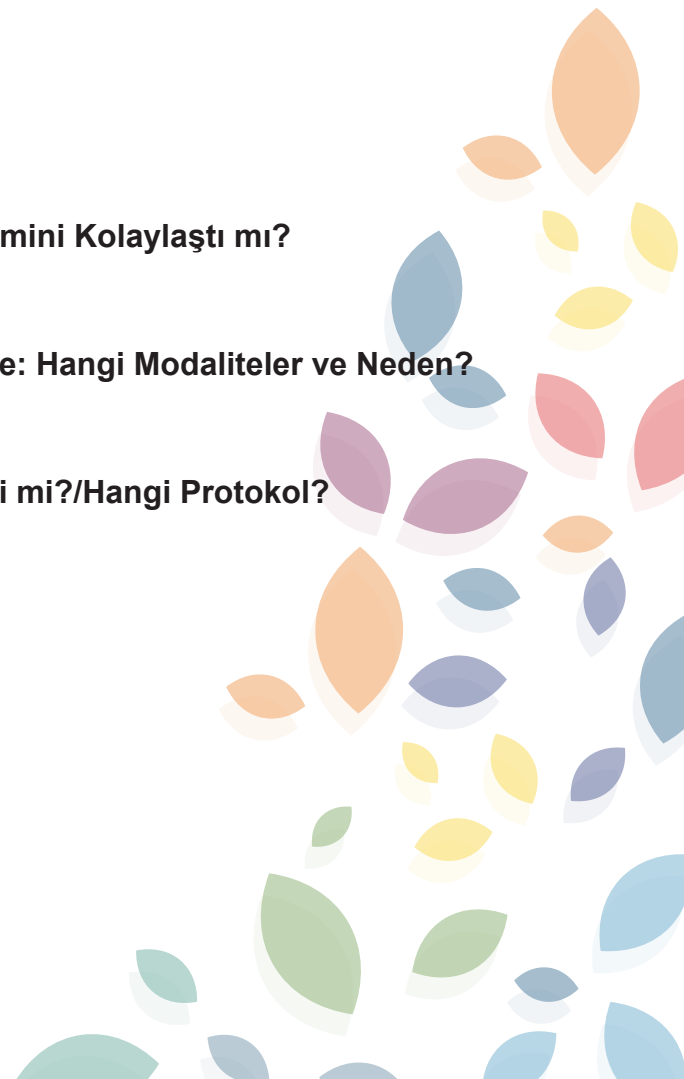 mini Kolaylaştı mı?
e: Hangi Modaliteler ve Neden?
i mi?/Hangi Protokol?